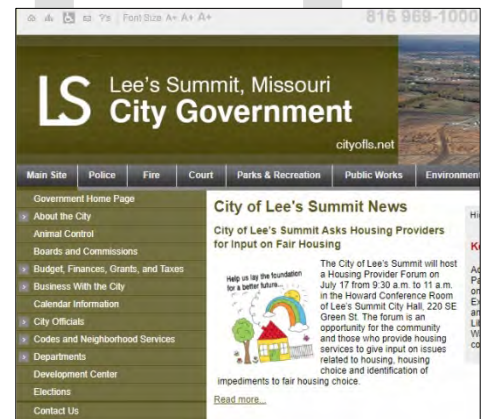 Font Size A+ A+ A+
816 969-1000
LS Lee's Summit, Missouri
City Government
cityofls.net
Main Site Police Fire Court Parks & Recreation Public Works
Government Home Page
About the City
Animal Control
Boards and Commissions
Budget, Finances, Grants, and Taxes
Business With the City
Calendar Information
City Officials
Codes and Neighborhood Services
Departments
Development Center
Elections
Contact Us
City of Lee's Summit News
City of Lee's Summit Asks Housing Providers
for Input on Fair Housing
Help us lay the foundation
for a better future...
The City of Lee's Summit will host
a Housing Provider Forum on
July 17 from 9:30 a.m. to 11 a.m.
in the Howard Conference Room
of Lee's Summit City Hall, 220 SE
Green St. The forum is an
opportunity for the community
and those who provide housing
services to give input on issues
related to housing, housing
choice and identification of
impediments to fair housing choice.
Read more...